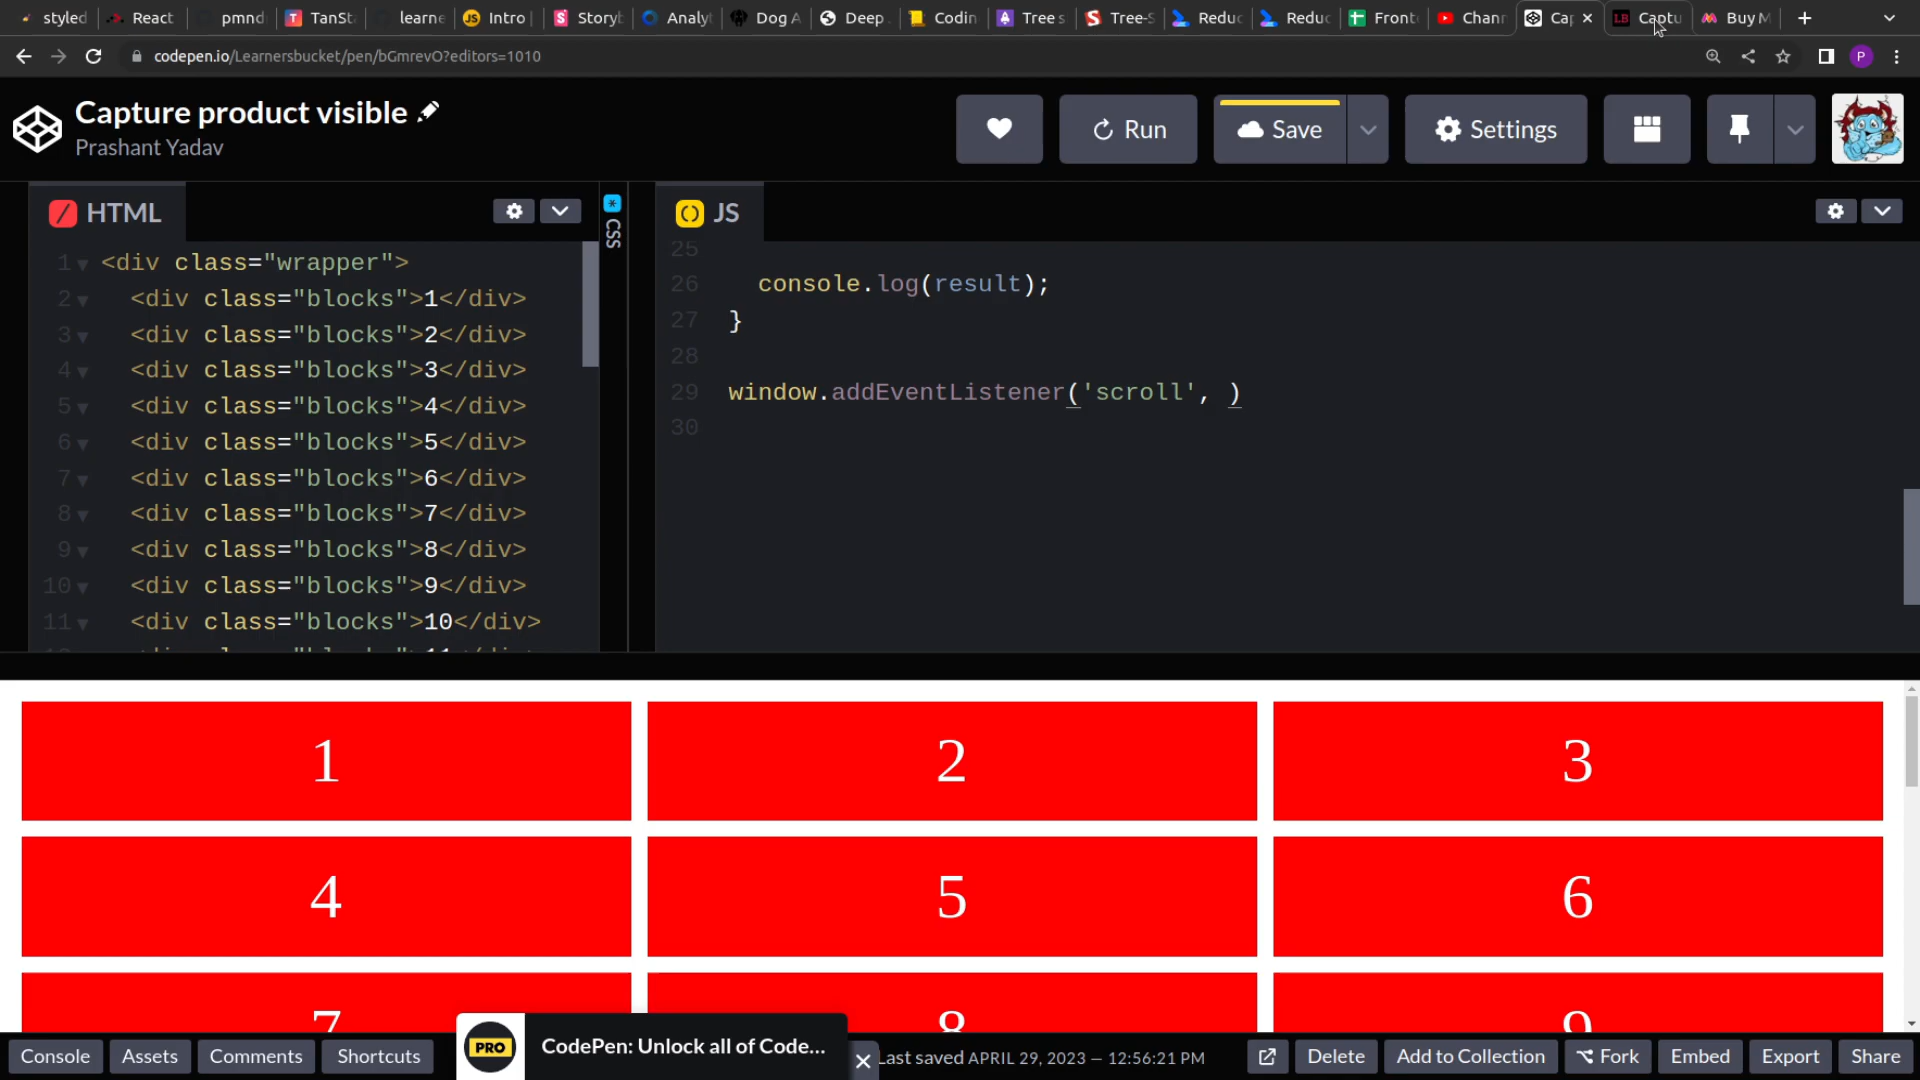 styled
React
pmnd
T TanSt
learne
JS Intro
S Storyb
Analyt
Dog A
Deep
Codin
Tree s
S Tree-S
Reduc
Reduc
Front
Chann
Cap
LB Captu
Buy M
codepen.io/Learnersbucket/pen/bGmrevO?editors=1010
P
Capture product visible
Prashant Yadav
Run
Save
Settings
HTML
* CSS
() JS
1 <div class="wrapper">
2 <div class="blocks">1</div>
3 <div class="blocks">2</div>
4 <div class="blocks">3</div>
5 <div class="blocks">4</div>
6 <div class="blocks">5</div>
7 <div class="blocks">6</div>
8 <div class="blocks">7</div>
9 <div class="blocks">8</div>
10 <div class="blocks">9</div>
11 <div class="blocks">10</div>
25
26 console.log(result);
27 }
28
29 window.addEventListener('scroll', )
30
1
2
3
4
5
6
7
8
9
Console
Assets
Comments
Shortcuts
PRO
CodePen: Unlock all of Code...
Last saved APRIL 29, 2023 — 12:56:21 PM
Delete
Add to Collection
Fork
Embed
Export
Share